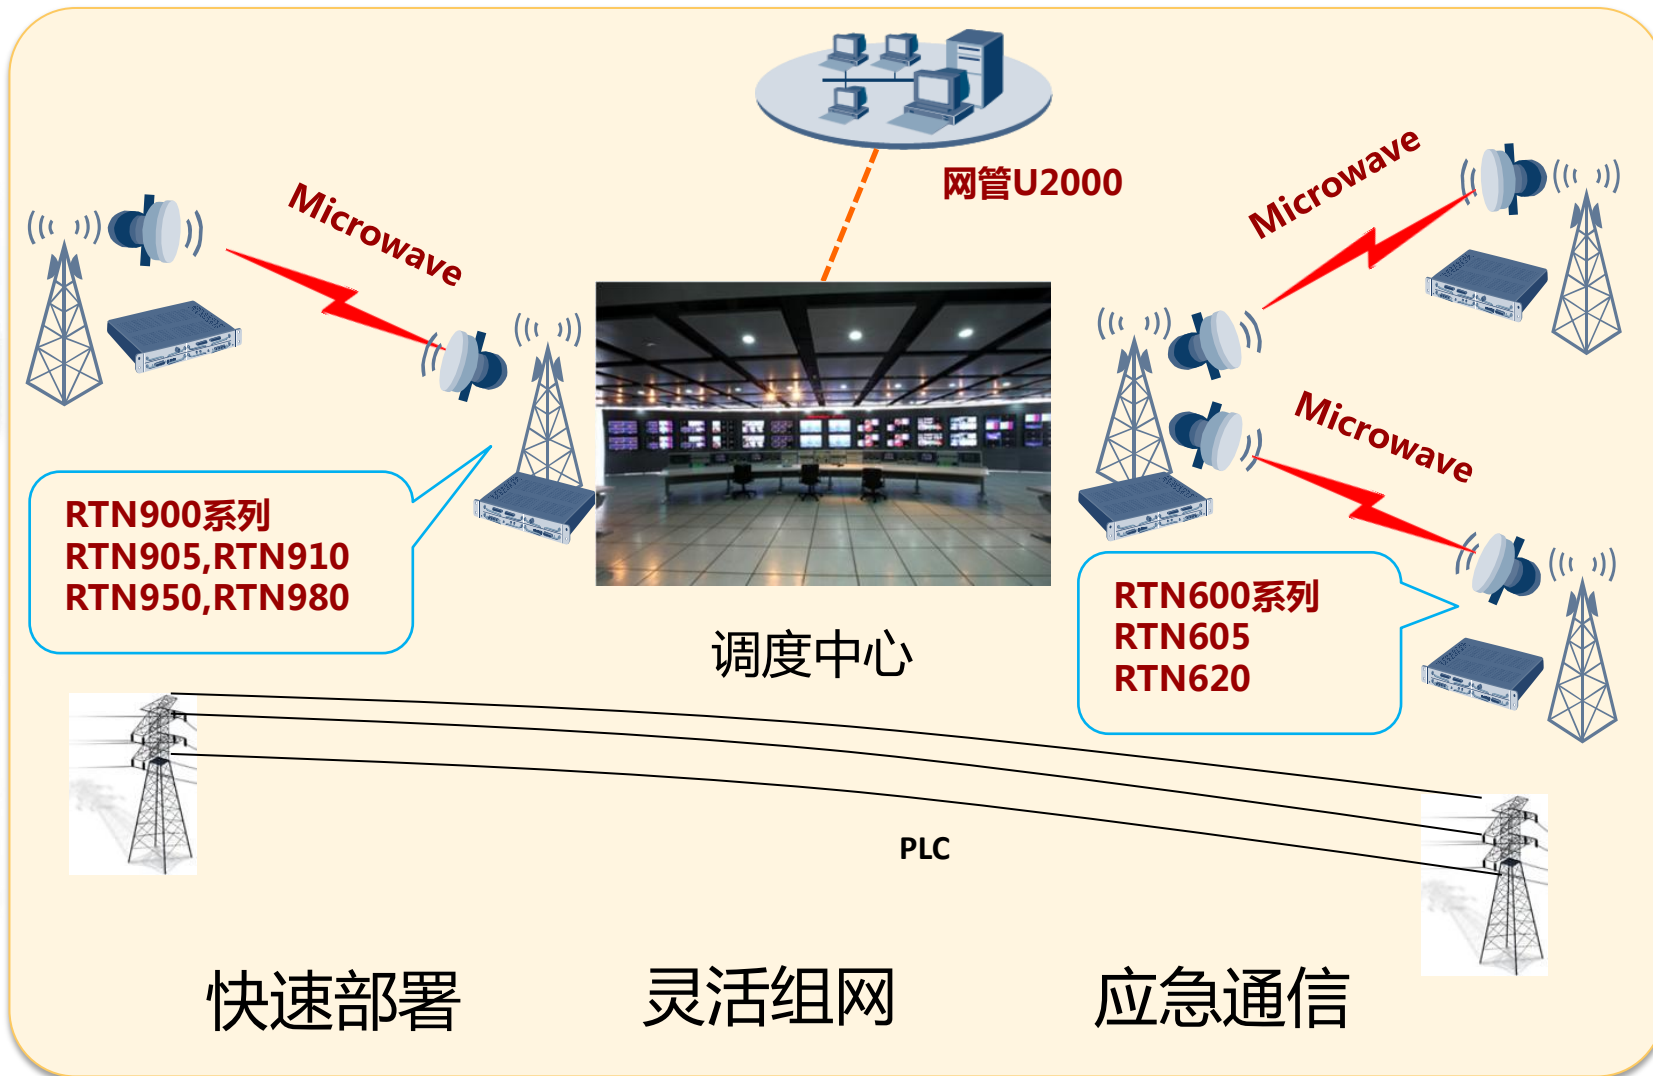 网管U2000
Microwave
Microwave
Microwave
RTN900系列
RTN905,RTN910
RTN950,RTN980
RTN600系列
RTN605
RTN620
调度中心
PLC
快速部署
灵活组网
应急通信